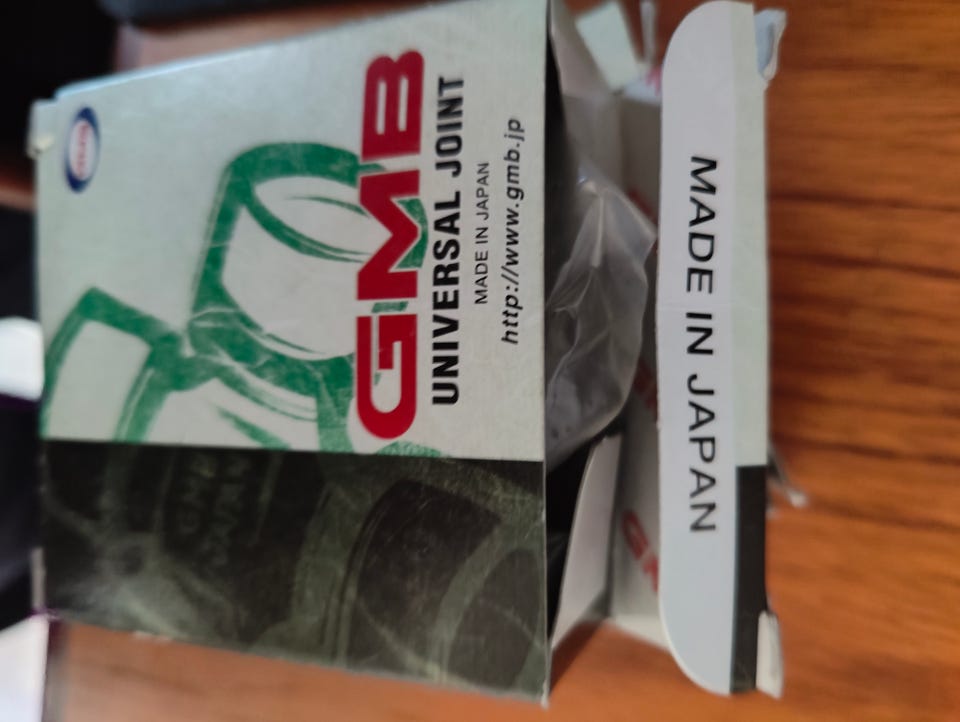 GMB
UNIVERSAL JOINT
MADE IN JAPAN
http://www.gmb.jp
MADE IN JAPAN